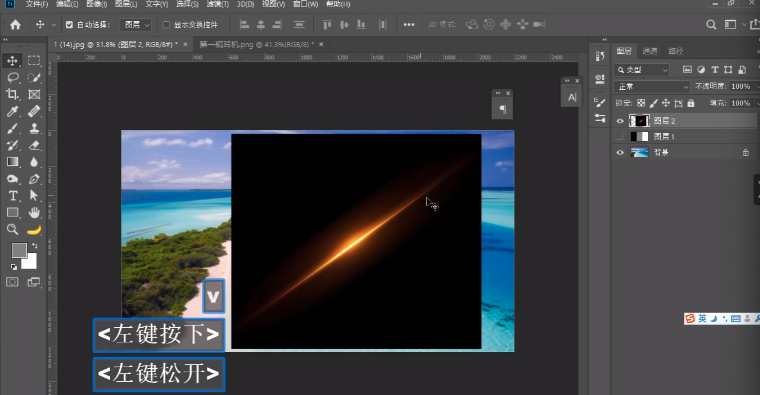 Ps 文件(F) 编辑(E) 图像(I) 图层(L) 文字(Y) 选择(S) 滤镜(T) 3D(D) 视图(V) 窗口(W) 帮助(H)
自动选择: 图层 显示变换控件 3D 模式:
1 (14).jpg @ 31.8% (图层 2, RGB/8#) * × 第一稿耳机.png @ 41.3%(RGB/8) * ×
图层 通道 路径
类型
正常 不透明度: 100%
锁定: 填充: 100%
图层 2
图层 1
背景
A|
¶
T
英
v
<左键按下>
<左键松开>